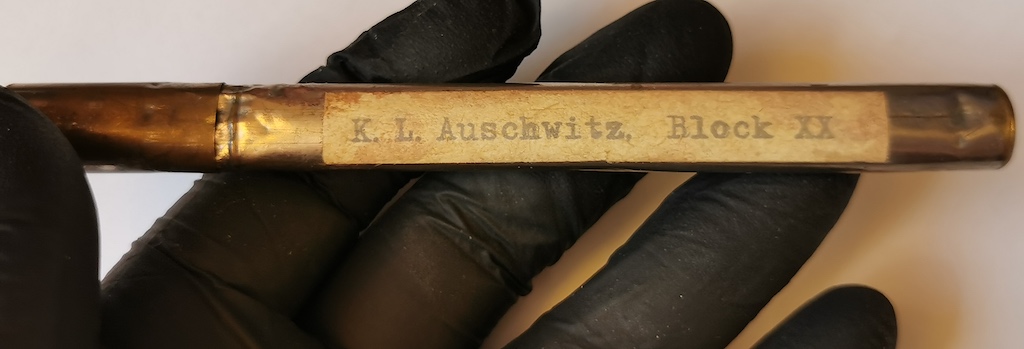 K. L. Auschwitz, Block XX